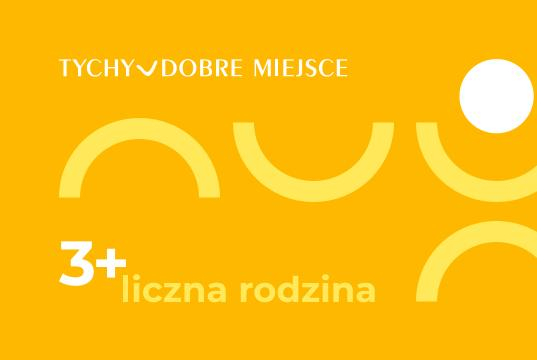 TYCHY DOBRE MIEJSCE
3+
liczna rodzina